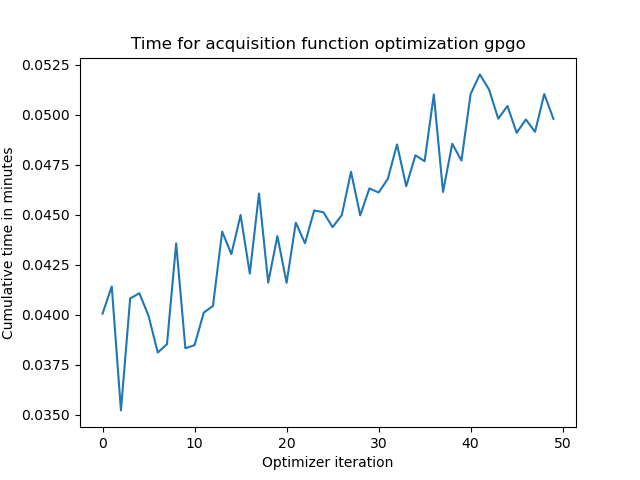 Time for acquisition function optimization gpgo
0.0525
0.0500
0.0475
0.0450
0.0425
0.0400
0.0375
0.0350
Cumulative time in minutes
0 10 20 30 40 50
Optimizer iteration